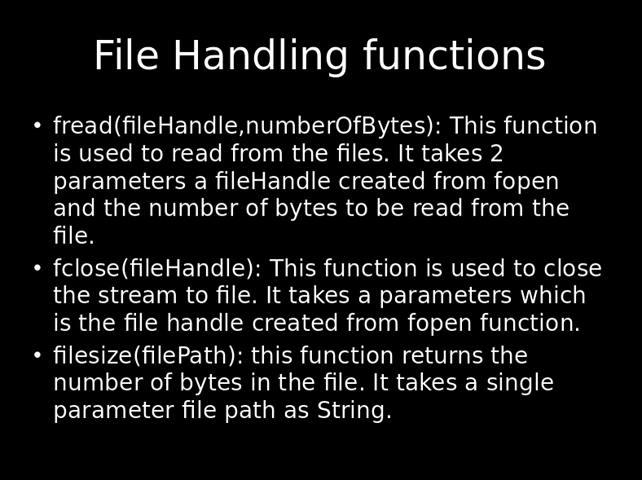 File Handling functions
• fread(fileHandle,numberOfBytes): This function
is used to read from the files. It takes 2
parameters a fileHandle created from fopen
and the number of bytes to be read from the
file.
• fclose(fileHandle): This function is used to close
the stream to file. It takes a parameters which
is the file handle created from fopen function.
• filesize(filePath): this function returns the
number of bytes in the file. It takes a single
parameter file path as String.